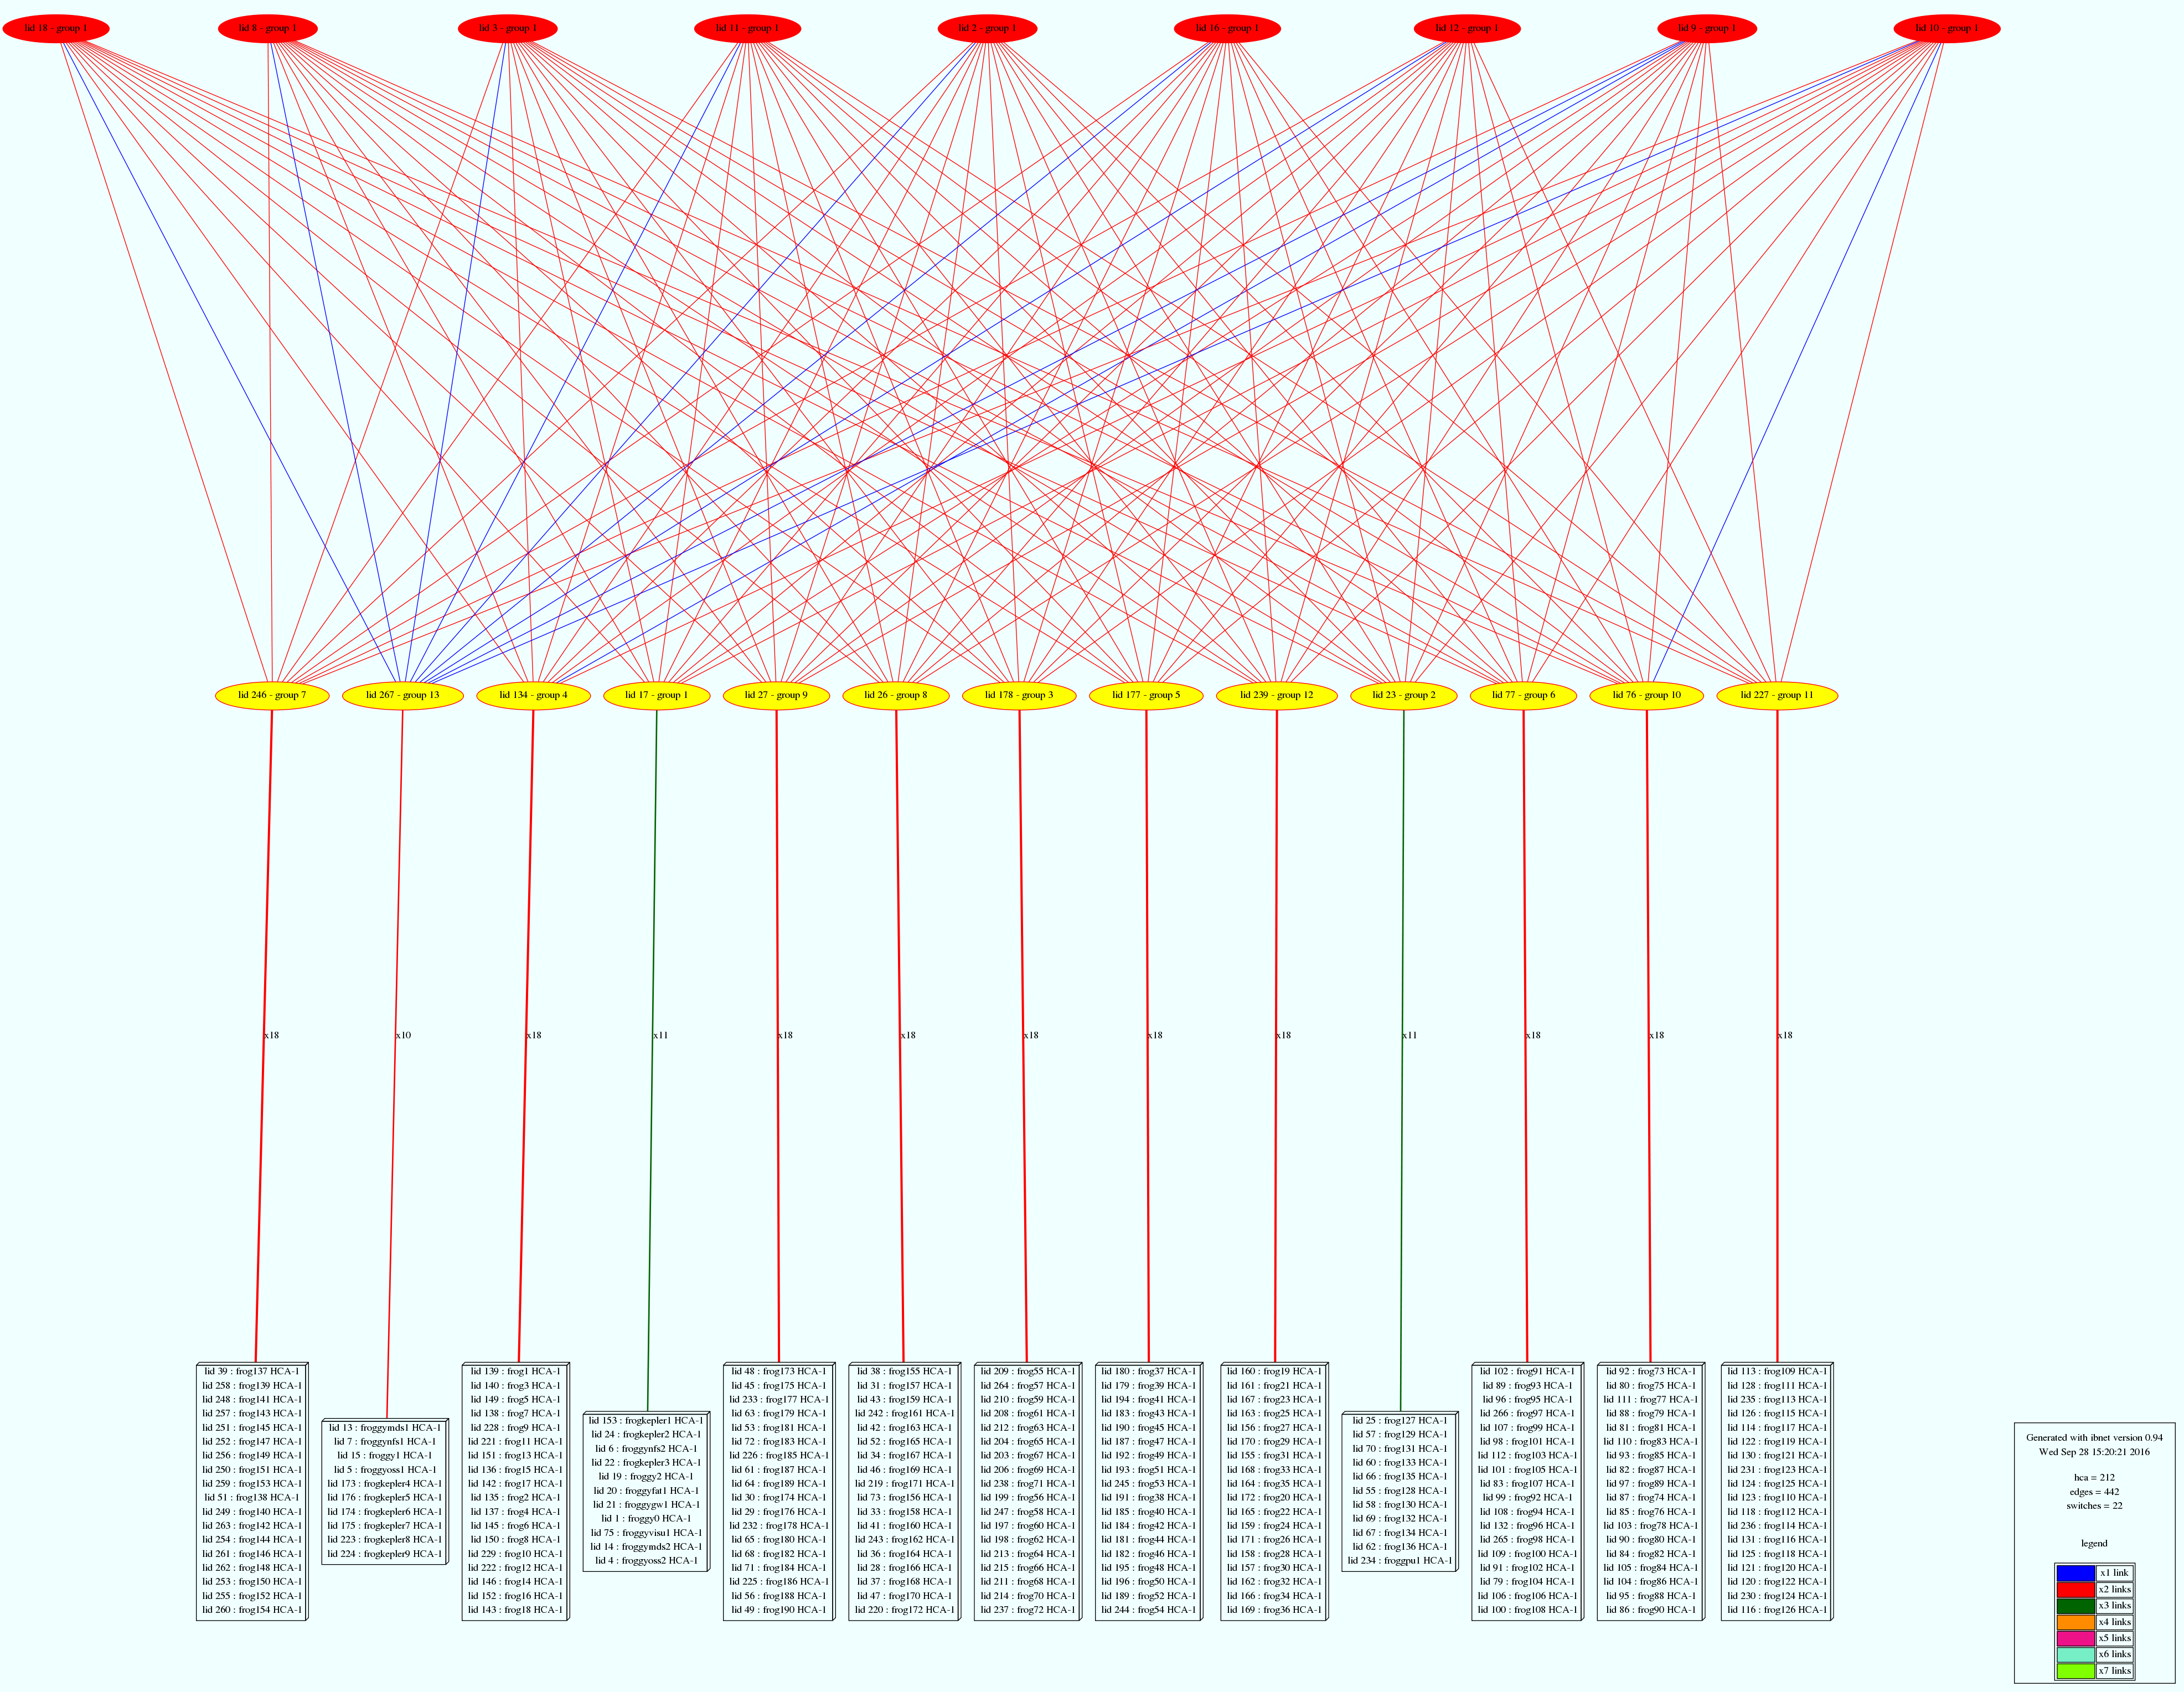 lid 18 - group 1
lid 8 - group 1
lid 3 - group 1
lid 11 - group 1
lid 2 - group 1
lid 16 - group 1
lid 12 - group 1
lid 9 - group 1
lid 10 - group 1
lid 246 - group 7
lid 267 - group 13
lid 134 - group 4
lid 17 - group 1
lid 27 - group 9
lid 26 - group 8
lid 178 - group 3
lid 177 - group 5
lid 239 - group 12
lid 23 - group 2
lid 77 - group 6
lid 76 - group 10
lid 227 - group 11
x18
x10
x18
x11
x18
x18
x18
x18
x18
x11
x18
x18
x18
lid 39 : frog137 HCA-1
lid 258 : frog139 HCA-1
lid 248 : frog141 HCA-1
lid 257 : frog143 HCA-1
lid 251 : frog145 HCA-1
lid 252 : frog147 HCA-1
lid 256 : frog149 HCA-1
lid 250 : frog151 HCA-1
lid 259 : frog153 HCA-1
lid 51 : frog138 HCA-1
lid 249 : frog140 HCA-1
lid 263 : frog142 HCA-1
lid 254 : frog144 HCA-1
lid 261 : frog146 HCA-1
lid 262 : frog148 HCA-1
lid 253 : frog150 HCA-1
lid 255 : frog152 HCA-1
lid 260 : frog154 HCA-1
lid 13 : froggymds1 HCA-1
lid 7 : froggynfs1 HCA-1
lid 15 : froggy1 HCA-1
lid 5 : froggyoss1 HCA-1
lid 173 : frogkepler4 HCA-1
lid 176 : frogkepler5 HCA-1
lid 174 : frogkepler6 HCA-1
lid 175 : frogkepler7 HCA-1
lid 223 : frogkepler8 HCA-1
lid 224 : frogkepler9 HCA-1
lid 139 : frog1 HCA-1
lid 140 : frog3 HCA-1
lid 149 : frog5 HCA-1
lid 138 : frog7 HCA-1
lid 228 : frog9 HCA-1
lid 221 : frog11 HCA-1
lid 151 : frog13 HCA-1
lid 136 : frog15 HCA-1
lid 142 : frog17 HCA-1
lid 135 : frog2 HCA-1
lid 137 : frog4 HCA-1
lid 145 : frog6 HCA-1
lid 150 : frog8 HCA-1
lid 229 : frog10 HCA-1
lid 222 : frog12 HCA-1
lid 146 : frog14 HCA-1
lid 152 : frog16 HCA-1
lid 143 : frog18 HCA-1
lid 153 : frogkepler1 HCA-1
lid 24 : frogkepler2 HCA-1
lid 6 : froggynfs2 HCA-1
lid 22 : frogkepler3 HCA-1
lid 19 : froggy2 HCA-1
lid 20 : froggyfat1 HCA-1
lid 21 : froggygw1 HCA-1
lid 1 : froggy0 HCA-1
lid 75 : froggyvisu1 HCA-1
lid 14 : froggymds2 HCA-1
lid 4 : froggyoss2 HCA-1
lid 48 : frog173 HCA-1
lid 45 : frog175 HCA-1
lid 233 : frog177 HCA-1
lid 63 : frog179 HCA-1
lid 53 : frog181 HCA-1
lid 72 : frog183 HCA-1
lid 226 : frog185 HCA-1
lid 61 : frog187 HCA-1
lid 64 : frog189 HCA-1
lid 30 : frog174 HCA-1
lid 29 : frog176 HCA-1
lid 232 : frog178 HCA-1
lid 65 : frog180 HCA-1
lid 68 : frog182 HCA-1
lid 71 : frog184 HCA-1
lid 225 : frog186 HCA-1
lid 56 : frog188 HCA-1
lid 49 : frog190 HCA-1
lid 38 : frog155 HCA-1
lid 31 : frog157 HCA-1
lid 43 : frog159 HCA-1
lid 242 : frog161 HCA-1
lid 42 : frog163 HCA-1
lid 52 : frog165 HCA-1
lid 34 : frog167 HCA-1
lid 46 : frog169 HCA-1
lid 219 : frog171 HCA-1
lid 73 : frog156 HCA-1
lid 33 : frog158 HCA-1
lid 41 : frog160 HCA-1
lid 243 : frog162 HCA-1
lid 36 : frog164 HCA-1
lid 28 : frog166 HCA-1
lid 37 : frog168 HCA-1
lid 47 : frog170 HCA-1
lid 220 : frog172 HCA-1
lid 209 : frog55 HCA-1
lid 264 : frog57 HCA-1
lid 210 : frog59 HCA-1
lid 208 : frog61 HCA-1
lid 212 : frog63 HCA-1
lid 204 : frog65 HCA-1
lid 203 : frog67 HCA-1
lid 206 : frog69 HCA-1
lid 238 : frog71 HCA-1
lid 199 : frog56 HCA-1
lid 247 : frog58 HCA-1
lid 197 : frog60 HCA-1
lid 198 : frog62 HCA-1
lid 213 : frog64 HCA-1
lid 215 : frog66 HCA-1
lid 211 : frog68 HCA-1
lid 214 : frog70 HCA-1
lid 237 : frog72 HCA-1
lid 180 : frog37 HCA-1
lid 179 : frog39 HCA-1
lid 194 : frog41 HCA-1
lid 183 : frog43 HCA-1
lid 190 : frog45 HCA-1
lid 187 : frog47 HCA-1
lid 192 : frog49 HCA-1
lid 193 : frog51 HCA-1
lid 245 : frog53 HCA-1
lid 191 : frog38 HCA-1
lid 185 : frog40 HCA-1
lid 184 : frog42 HCA-1
lid 181 : frog44 HCA-1
lid 182 : frog46 HCA-1
lid 195 : frog48 HCA-1
lid 196 : frog50 HCA-1
lid 189 : frog52 HCA-1
lid 244 : frog54 HCA-1
lid 160 : frog19 HCA-1
lid 161 : frog21 HCA-1
lid 167 : frog23 HCA-1
lid 163 : frog25 HCA-1
lid 156 : frog27 HCA-1
lid 170 : frog29 HCA-1
lid 155 : frog31 HCA-1
lid 168 : frog33 HCA-1
lid 164 : frog35 HCA-1
lid 172 : frog20 HCA-1
lid 165 : frog22 HCA-1
lid 159 : frog24 HCA-1
lid 171 : frog26 HCA-1
lid 158 : frog28 HCA-1
lid 157 : frog30 HCA-1
lid 162 : frog32 HCA-1
lid 166 : frog34 HCA-1
lid 169 : frog36 HCA-1
lid 25 : frog127 HCA-1
lid 57 : frog129 HCA-1
lid 70 : frog131 HCA-1
lid 60 : frog133 HCA-1
lid 66 : frog135 HCA-1
lid 55 : frog128 HCA-1
lid 58 : frog130 HCA-1
lid 69 : frog132 HCA-1
lid 67 : frog134 HCA-1
lid 62 : frog136 HCA-1
lid 234 : froggpu1 HCA-1
lid 102 : frog91 HCA-1
lid 89 : frog93 HCA-1
lid 96 : frog95 HCA-1
lid 266 : frog97 HCA-1
lid 107 : frog99 HCA-1
lid 98 : frog101 HCA-1
lid 112 : frog103 HCA-1
lid 101 : frog105 HCA-1
lid 83 : frog107 HCA-1
lid 99 : frog92 HCA-1
lid 108 : frog94 HCA-1
lid 132 : frog96 HCA-1
lid 265 : frog98 HCA-1
lid 109 : frog100 HCA-1
lid 91 : frog102 HCA-1
lid 79 : frog104 HCA-1
lid 106 : frog106 HCA-1
lid 100 : frog108 HCA-1
lid 92 : frog73 HCA-1
lid 80 : frog75 HCA-1
lid 111 : frog77 HCA-1
lid 88 : frog79 HCA-1
lid 81 : frog81 HCA-1
lid 110 : frog83 HCA-1
lid 93 : frog85 HCA-1
lid 82 : frog87 HCA-1
lid 97 : frog89 HCA-1
lid 87 : frog74 HCA-1
lid 85 : frog76 HCA-1
lid 103 : frog78 HCA-1
lid 90 : frog80 HCA-1
lid 84 : frog82 HCA-1
lid 105 : frog84 HCA-1
lid 104 : frog86 HCA-1
lid 95 : frog88 HCA-1
lid 86 : frog90 HCA-1
lid 113 : frog109 HCA-1
lid 128 : frog111 HCA-1
lid 235 : frog113 HCA-1
lid 126 : frog115 HCA-1
lid 114 : frog117 HCA-1
lid 122 : frog119 HCA-1
lid 130 : frog121 HCA-1
lid 231 : frog123 HCA-1
lid 124 : frog125 HCA-1
lid 123 : frog110 HCA-1
lid 118 : frog112 HCA-1
lid 236 : frog114 HCA-1
lid 131 : frog116 HCA-1
lid 125 : frog118 HCA-1
lid 121 : frog120 HCA-1
lid 120 : frog122 HCA-1
lid 230 : frog124 HCA-1
lid 116 : frog126 HCA-1
Generated with ibnet version 0.94
Wed Sep 28 15:20:21 2016
hca = 212
edges = 442
switches = 22
legend
x1 link
x2 links
x3 links
x4 links
x5 links
x6 links
x7 links